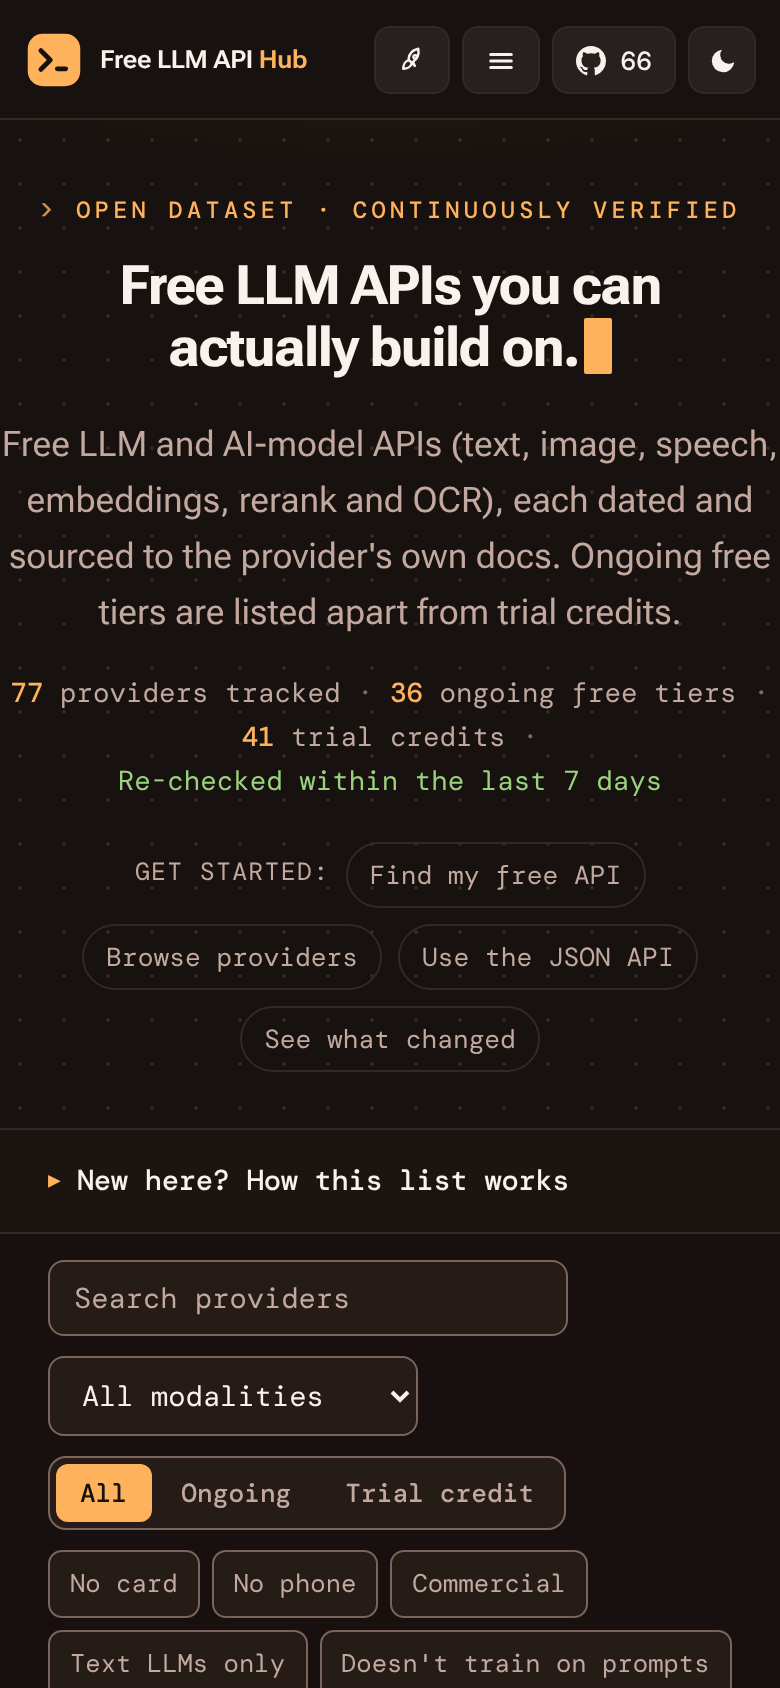 Free LLM API Hub
66
› OPEN DATASET · CONTINUOUSLY VERIFIED
Free LLM APIs you can
actually build on.
Free LLM and AI-model APIs (text, image, speech,
embeddings, rerank and OCR), each dated and
sourced to the provider's own docs. Ongoing free
tiers are listed apart from trial credits.
77 providers tracked · 36 ongoing free tiers ·
41 trial credits ·
Re-checked within the last 7 days
GET STARTED: Find my free API
Browse providers Use the JSON API
See what changed
▸ New here? How this list works
Search providers
All modalities
All Ongoing Trial credit
No card No phone Commercial
Text LLMs only Doesn't train on prompts